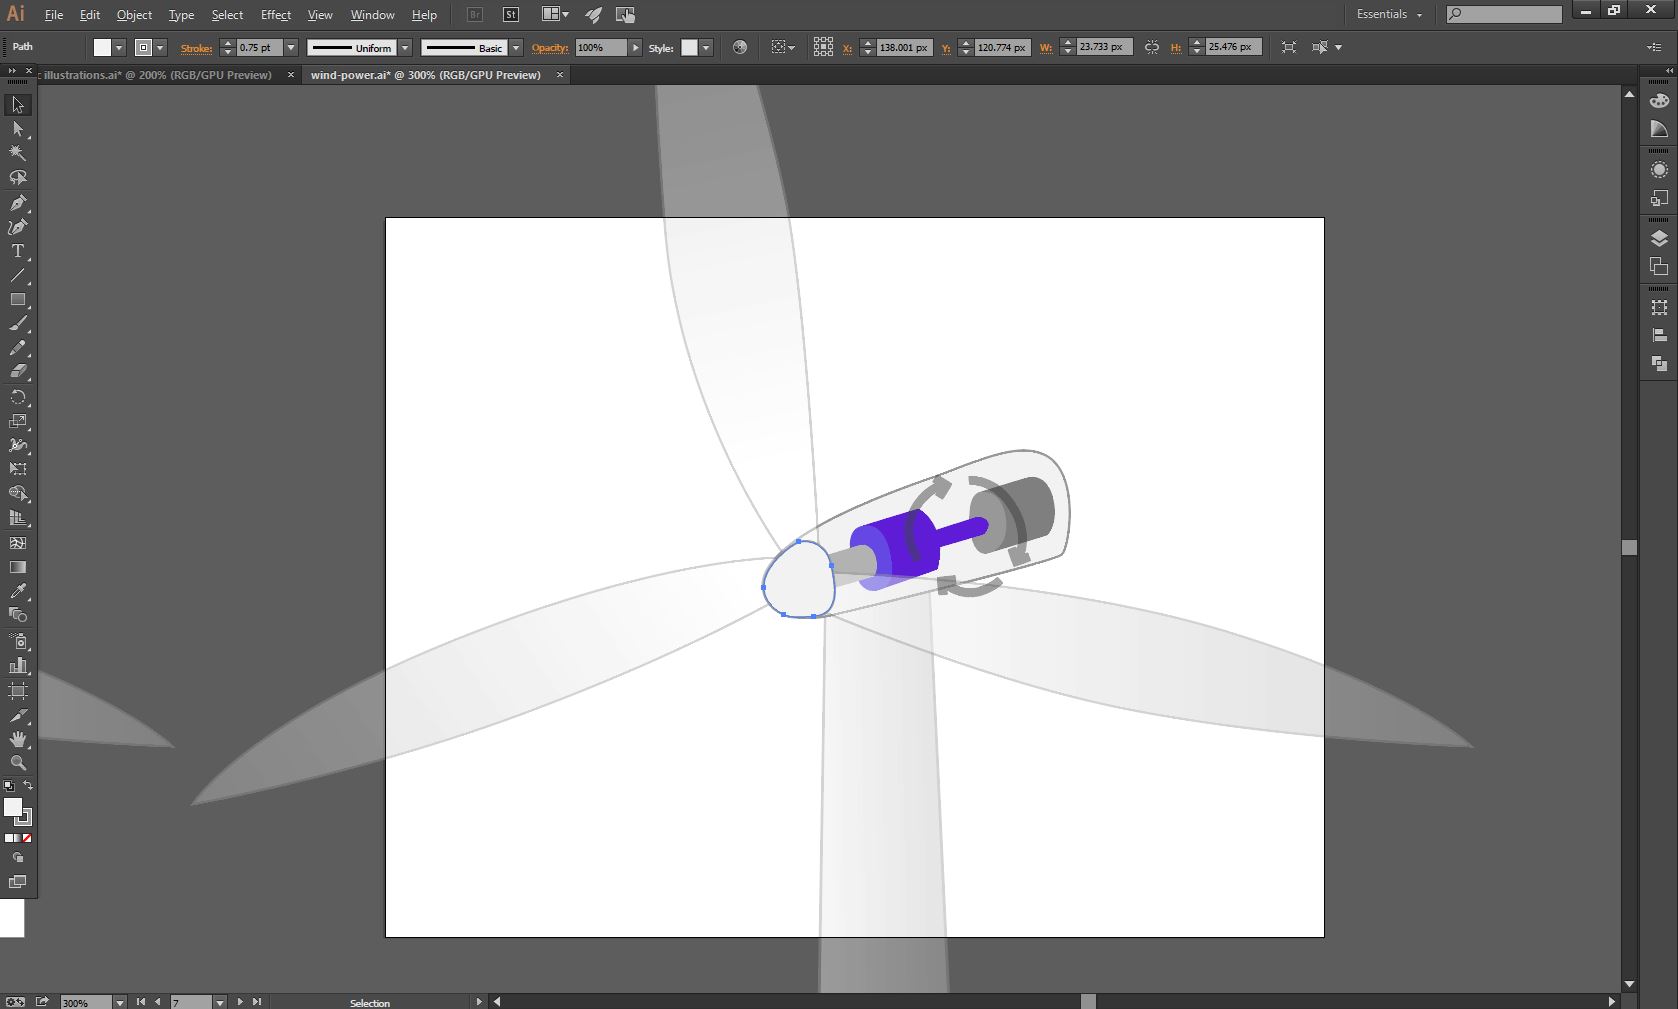 Ai File Edit Object Type Select Effect View Window Help Br St Essentials
Path Stroke: 0.75 pt Uniform Basic Opacity: 100% Style: X: 138.001 px Y: 120.774 px W: 23.733 px H: 25.476 px
c illustrations.ai* @ 200% (RGB/GPU Preview) × wind-power.ai* @ 300% (RGB/GPU Preview) ×
T
300% 7 Selection